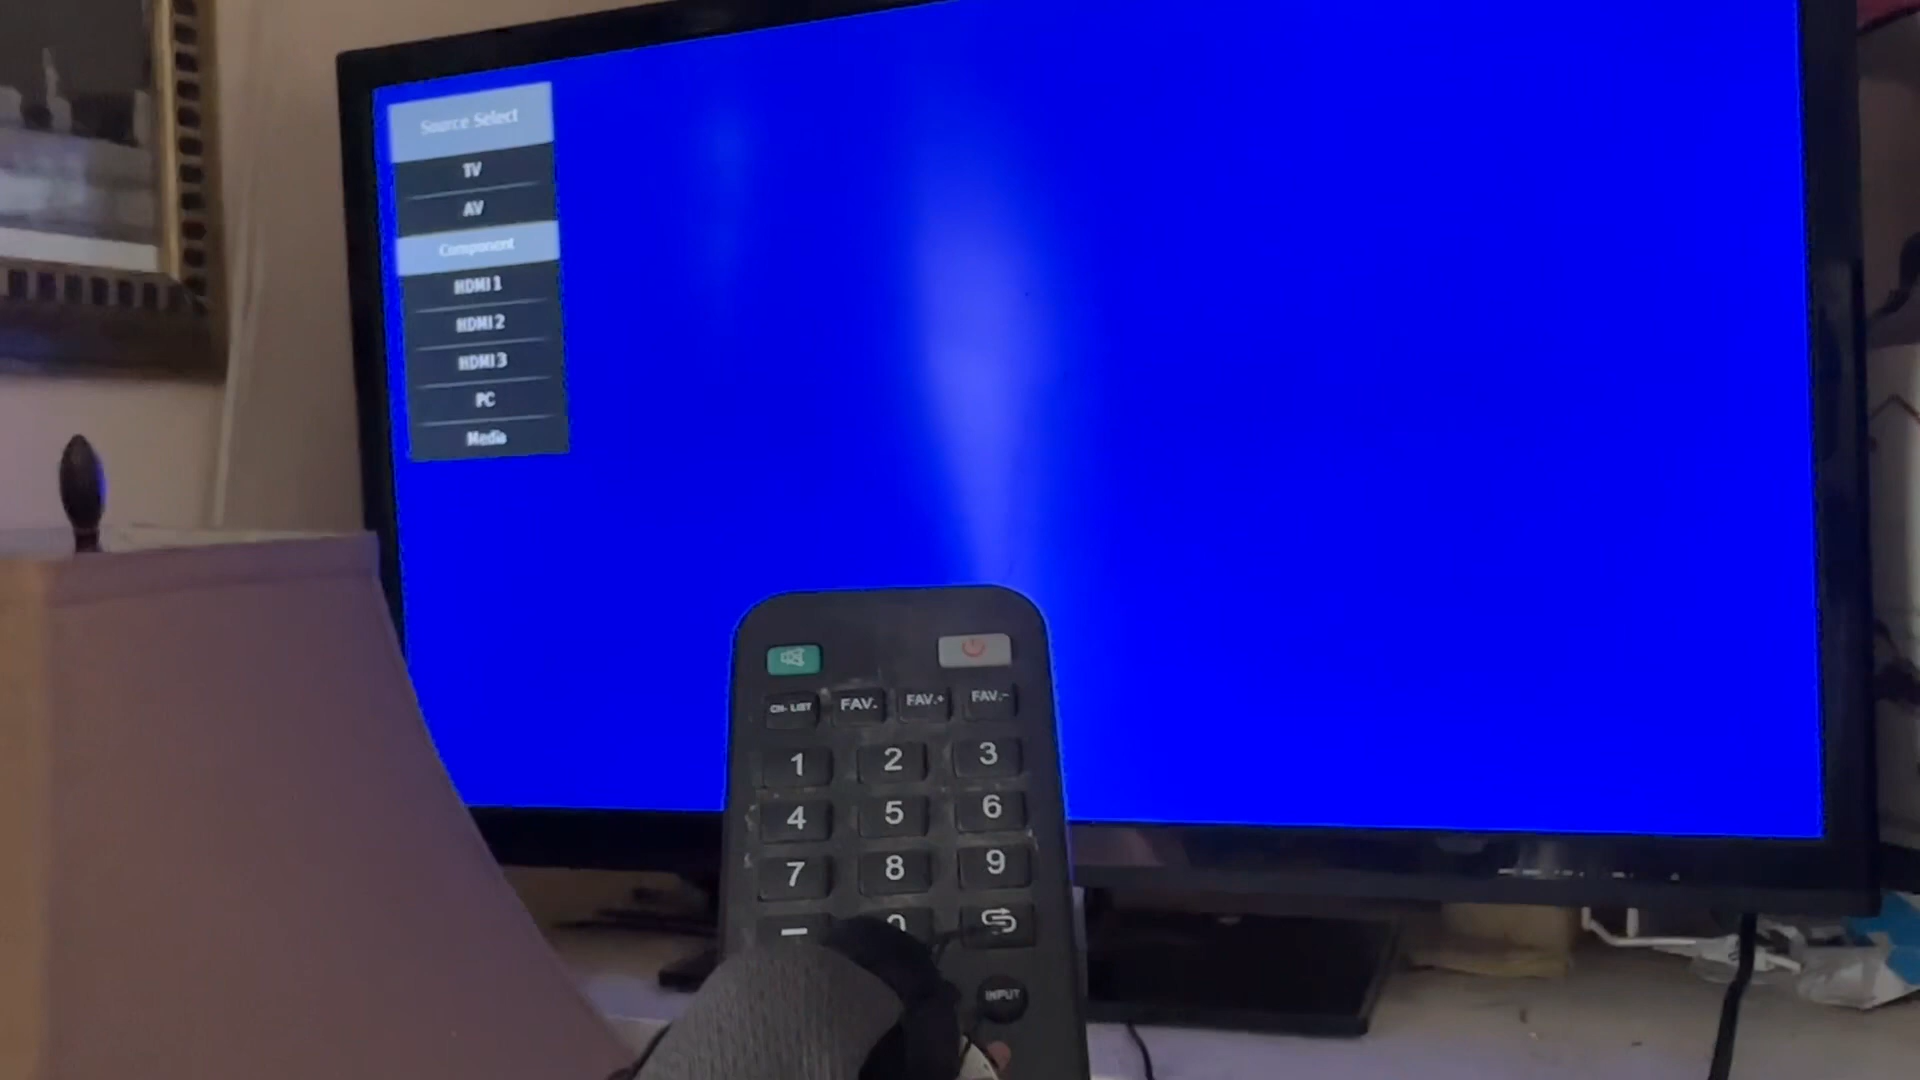 Source Select
TV
AV
Component
HDMI 1
HDMI 2
HDMI 3
PC
Media
CH- LIST FAV. FAV.+ FAV.-
1 2 3
4 5 6
7 8 9
– 0
INPUT